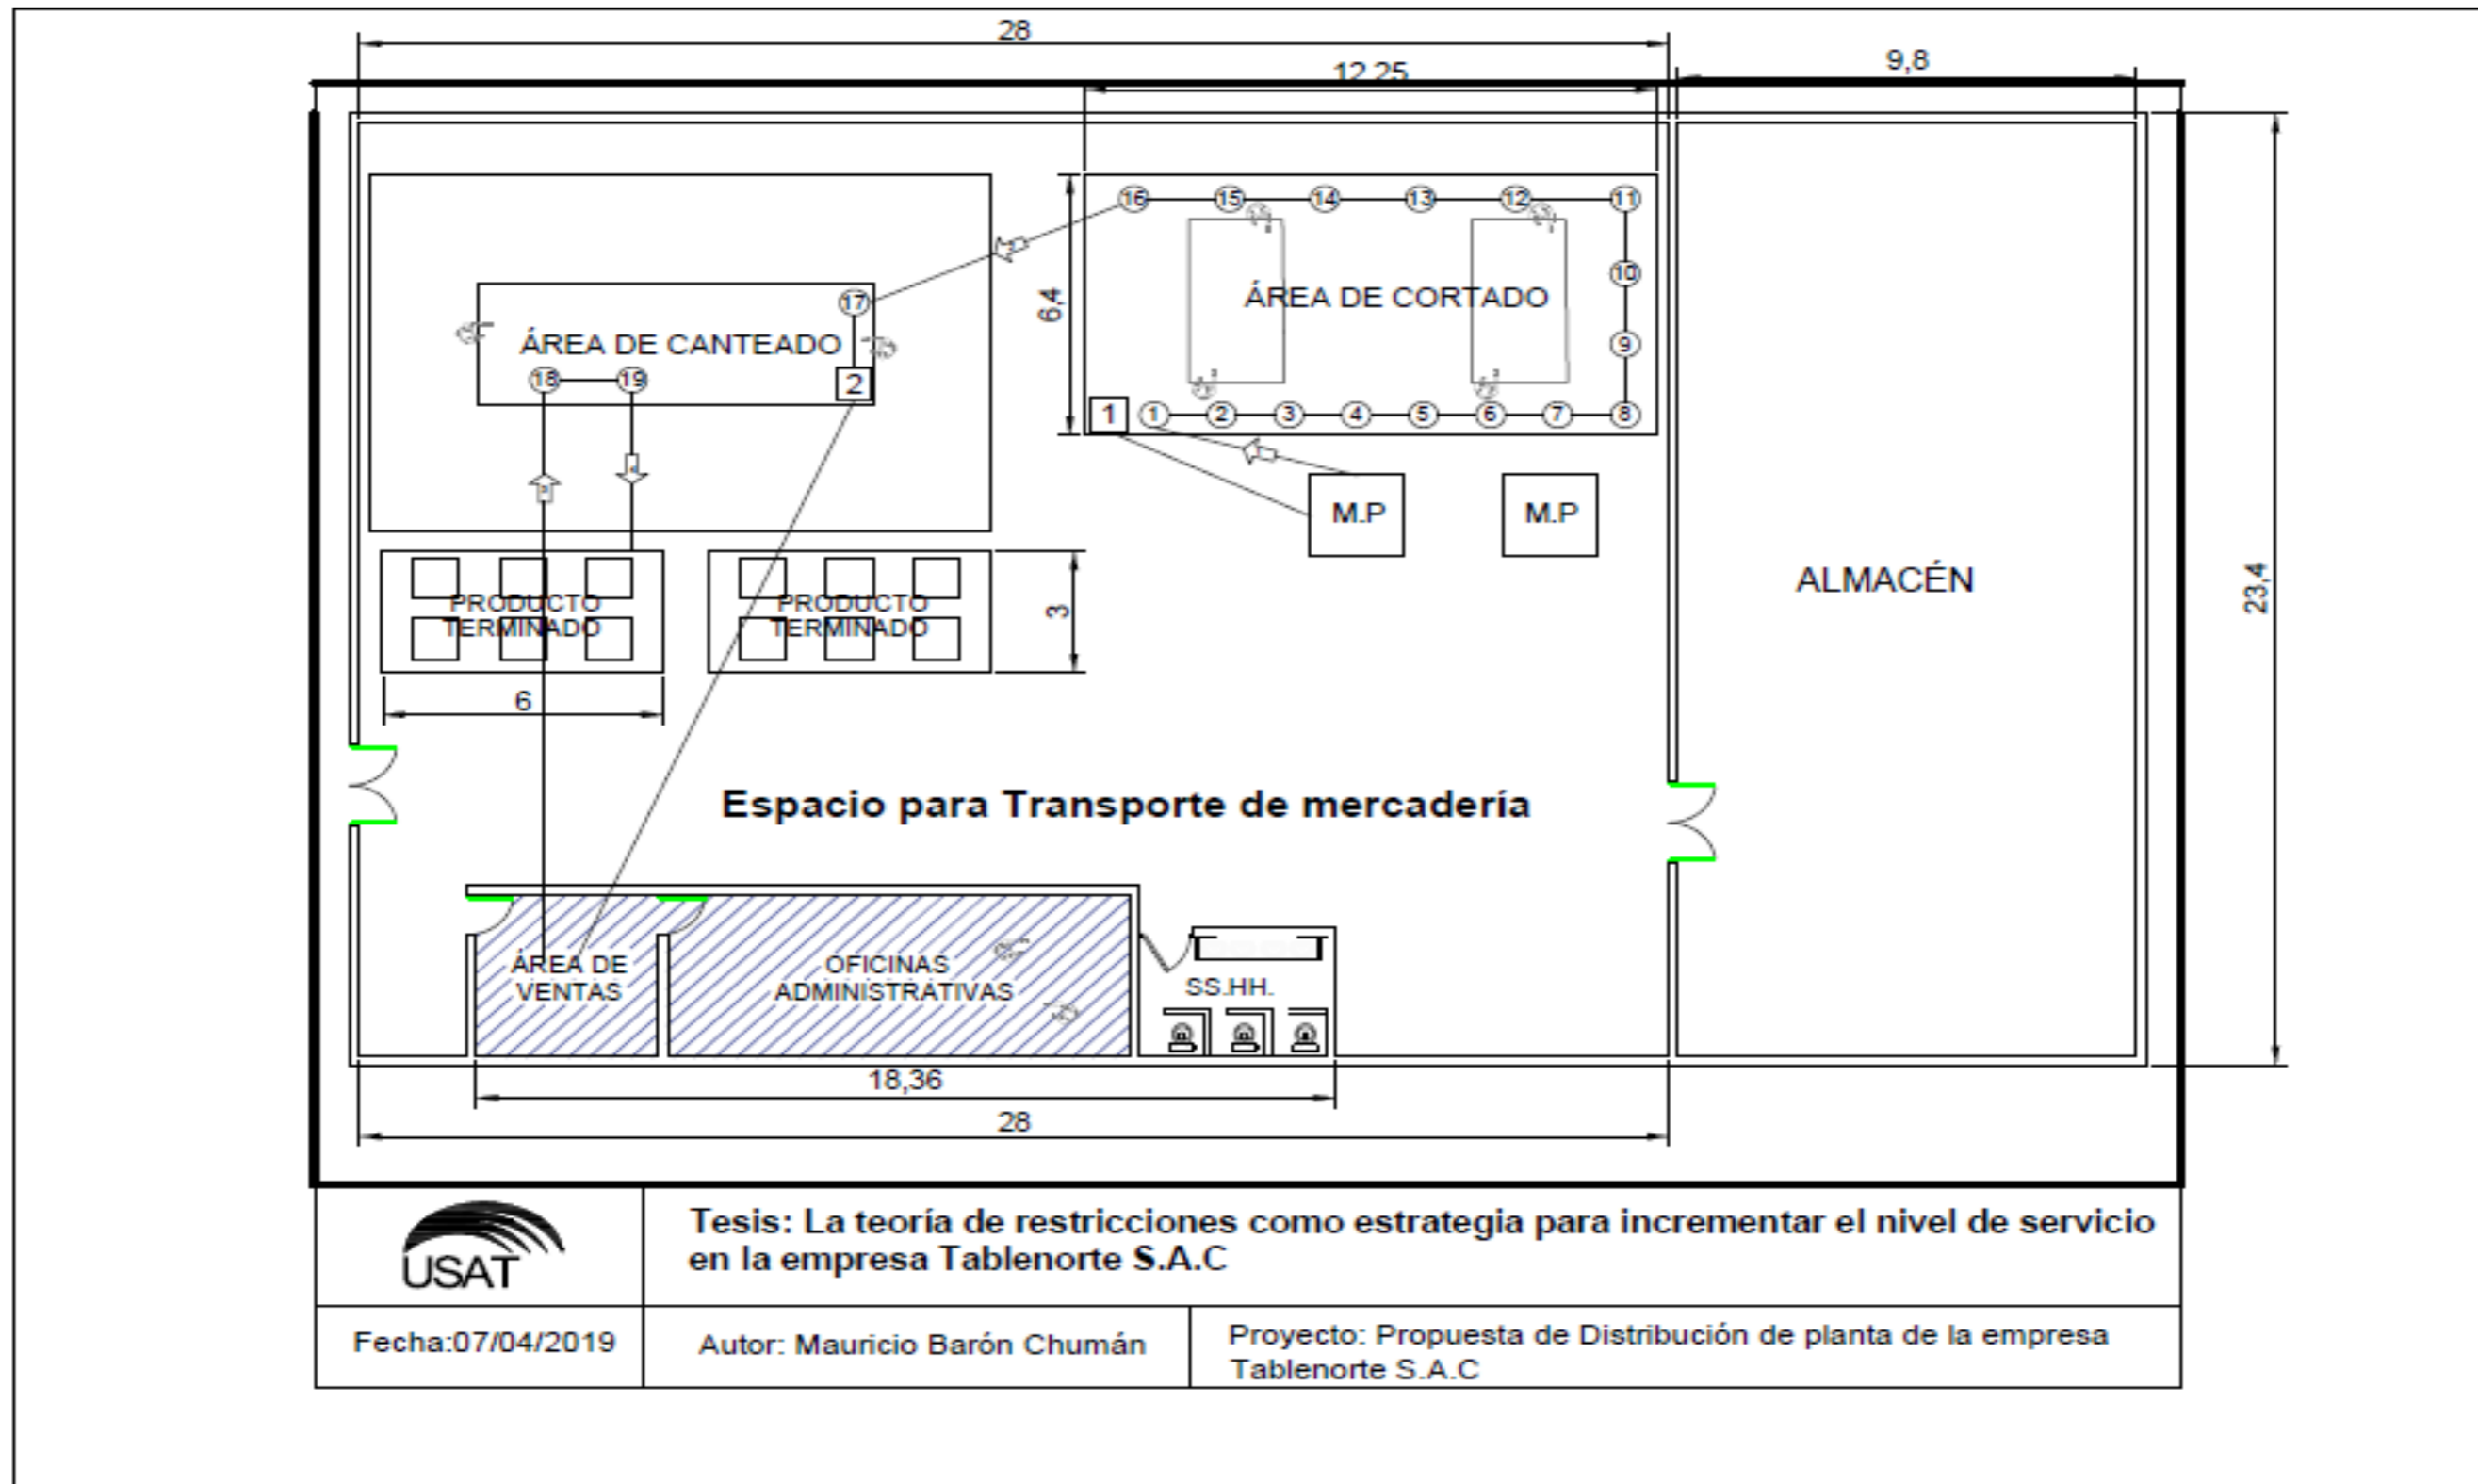 28
12,25
9,8
16
15
14
13
12
11
17
10
6,4
ÁREA DE CORTADO
ÁREA DE CANTEADO
9
18
19
2
1
1
2
3
4
5
6
7
8
M.P
M.P
ALMACÉN
23,4
PRODUCTO
TERMINADO
PRODUCTO
TERMINADO
3
6
Espacio para Transporte de mercadería
ÁREA DE
VENTAS
OFICINAS
ADMINISTRATIVAS
SS.HH.
18,36
28
USAT
Tesis: La teoría de restricciones como estrategia para incrementar el nivel de servicio
en la empresa Tablenorte S.A.C
Fecha:07/04/2019
Autor: Mauricio Barón Chumán
Proyecto: Propuesta de Distribución de planta de la empresa
Tablenorte S.A.C